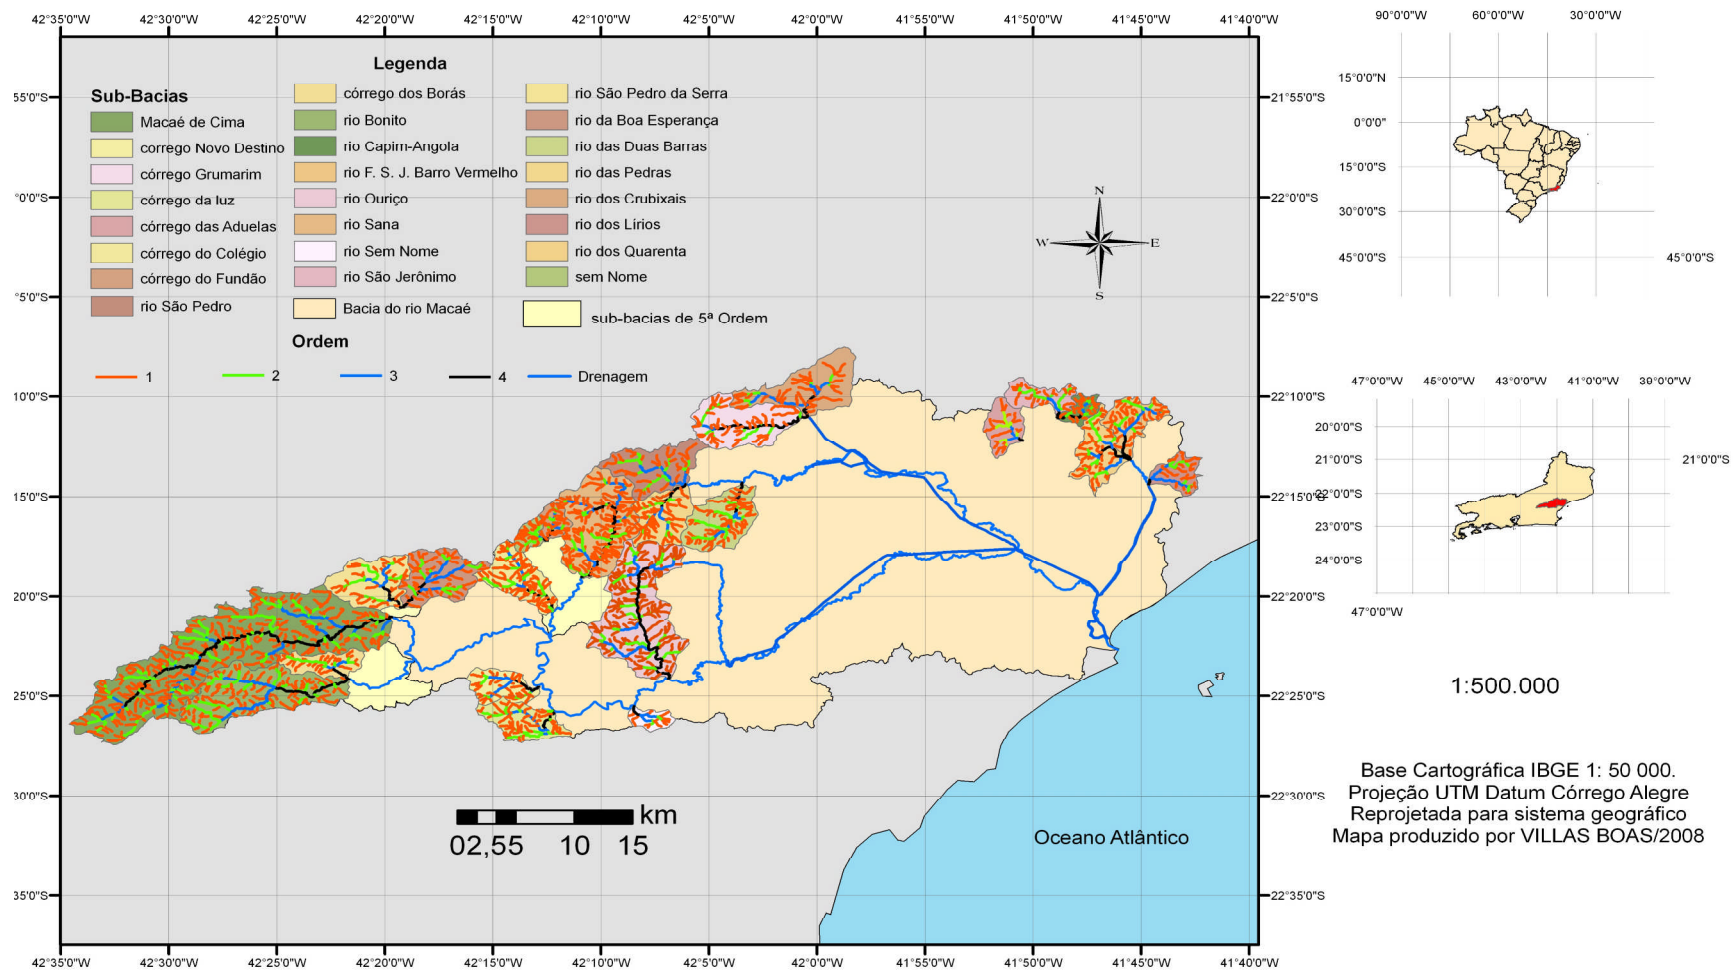 42°35'0"W 42°30'0"W 42°25'0"W 42°20'0"W 42°15'0"W 42°10'0"W 42°5'0"W 42°0'0"W 41°55'0"W 41°50'0"W 41°45'0"W 41°40'0"W
Legenda
Sub-Bacias
Macaé de Cima
corrego Novo Destino
córrego Grumarim
córrego da luz
córrego das Aduelas
córrego do Colégio
córrego do Fundão
rio São Pedro
córrego dos Borás
rio Bonito
rio Capim-Angola
rio F. S. J. Barro Vermelho
rio Ouriço
rio Sana
rio Sem Nome
rio São Jerônimo
Bacia do rio Macaé
rio São Pedro da Serra
rio da Boa Esperança
rio das Duas Barras
rio das Pedras
rio dos Crubixais
rio dos Lírios
rio dos Quarenta
sem Nome
sub-bacias de 5ª Ordem
Ordem
1 2 3 4 Drenagem
N
W E
S
55'0"S
°0'0"S
°5'0"S
10'0"S
15'0"S
20'0"S
25'0"S
30'0"S
35'0"S
21°55'0"S
22°0'0"S
22°5'0"S
22°10'0"S
22°15'0"S
22°20'0"S
22°25'0"S
22°30'0"S
22°35'0"S
km
02,55 10 15
Oceano Atlântico
42°35'0"W 42°30'0"W 42°25'0"W 42°20'0"W 42°15'0"W 42°10'0"W 42°5'0"W 42°0'0"W 41°55'0"W 41°50'0"W 41°45'0"W 41°40'0"W
90°0'0"W 60°0'0"W 30°0'0"W
15°0'0"N
0°0'0"
15°0'0"S
30°0'0"S
45°0'0"S 45°0'0"S
47°0'0"W 45°0'0"W 43°0'0"W 41°0'0"W 39°0'0"W
20°0'0"S
21°0'0"S 21°0'0"S
22°0'0"S
23°0'0"S
24°0'0"S
47°0'0"W
1:500.000
Base Cartográfica IBGE 1: 50 000.
Projeção UTM Datum Córrego Alegre
Reprojetada para sistema geográfico
Mapa produzido por VILLAS BOAS/2008